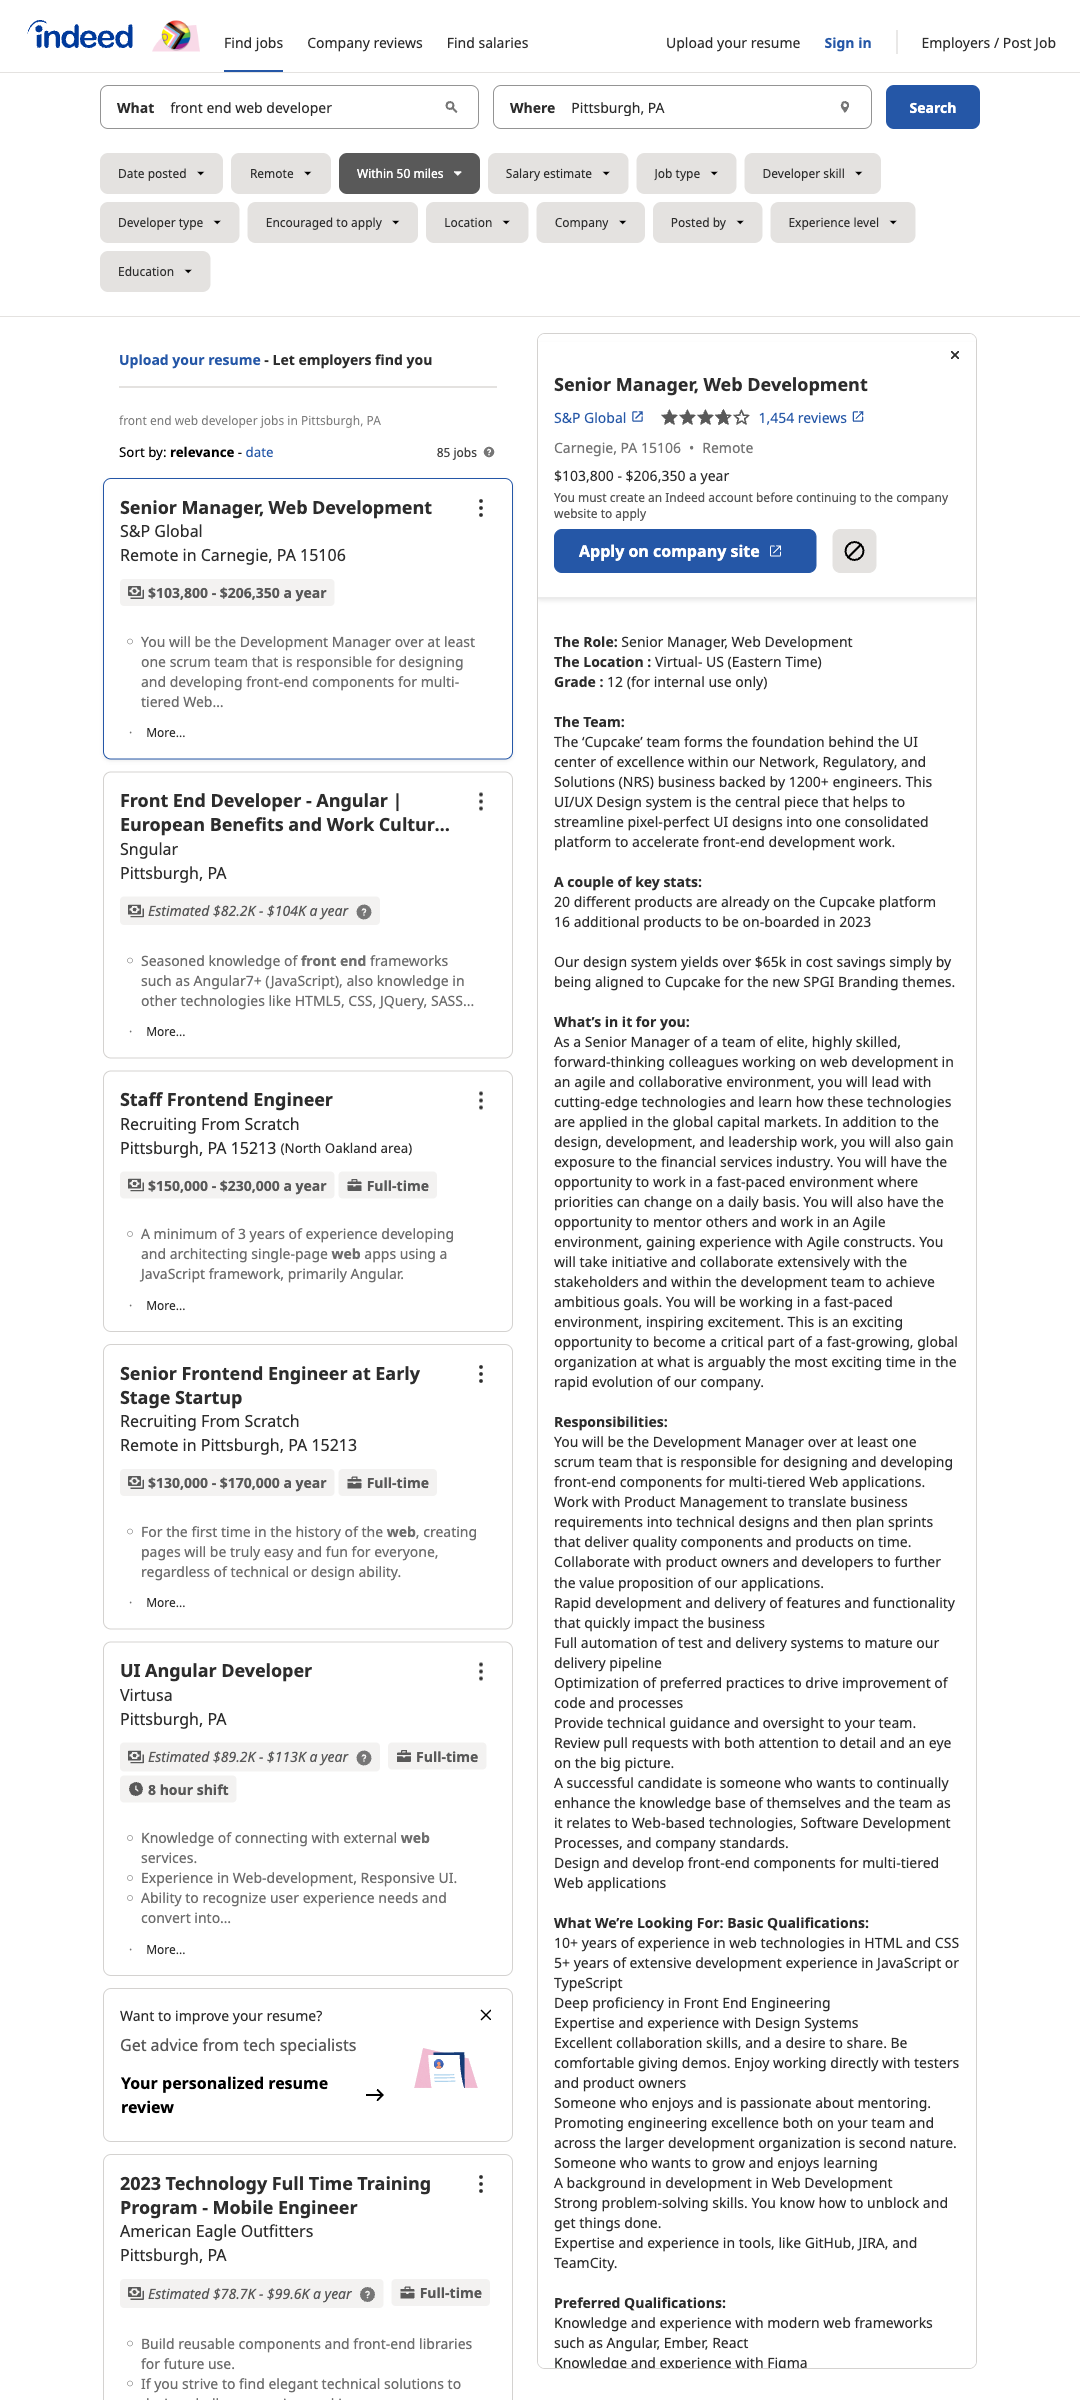 indeed
Find jobs
Company reviews
Find salaries
Upload your resume
Sign in
Employers / Post Job
What front end web developer
Where Pittsburgh, PA
Search
Date posted
Remote
Within 50 miles
Salary estimate
Job type
Developer skill
Developer type
Encouraged to apply
Location
Company
Posted by
Experience level
Education
Upload your resume - Let employers find you
front end web developer jobs in Pittsburgh, PA
Sort by: relevance - date
85 jobs
Senior Manager, Web Development
S&P Global
Remote in Carnegie, PA 15106
$103,800 - $206,350 a year
You will be the Development Manager over at least
one scrum team that is responsible for designing
and developing front-end components for multi-
tiered Web...
More...
Front End Developer - Angular |
European Benefits and Work Cultur...
Sngular
Pittsburgh, PA
Estimated $82.2K - $104K a year
Seasoned knowledge of front end frameworks
such as Angular7+ (JavaScript), also knowledge in
other technologies like HTML5, CSS, JQuery, SASS...
More...
Staff Frontend Engineer
Recruiting From Scratch
Pittsburgh, PA 15213 (North Oakland area)
$150,000 - $230,000 a year
Full-time
A minimum of 3 years of experience developing
and architecting single-page web apps using a
JavaScript framework, primarily Angular.
More...
Senior Frontend Engineer at Early
Stage Startup
Recruiting From Scratch
Remote in Pittsburgh, PA 15213
$130,000 - $170,000 a year
Full-time
For the first time in the history of the web, creating
pages will be truly easy and fun for everyone,
regardless of technical or design ability.
More...
UI Angular Developer
Virtusa
Pittsburgh, PA
Estimated $89.2K - $113K a year
Full-time
8 hour shift
Knowledge of connecting with external web
services.
Experience in Web-development, Responsive UI.
Ability to recognize user experience needs and
convert into...
More...
Want to improve your resume?
Get advice from tech specialists
Your personalized resume
review
2023 Technology Full Time Training
Program - Mobile Engineer
American Eagle Outfitters
Pittsburgh, PA
Estimated $78.7K - $99.6K a year
Full-time
Build reusable components and front-end libraries
for future use.
If you strive to find elegant technical solutions to
Senior Manager, Web Development
S&P Global
1,454 reviews
Carnegie, PA 15106 • Remote
$103,800 - $206,350 a year
You must create an Indeed account before continuing to the company
website to apply
Apply on company site
The Role: Senior Manager, Web Development
The Location : Virtual- US (Eastern Time)
Grade : 12 (for internal use only)
The Team:
The ‘Cupcake’ team forms the foundation behind the UI
center of excellence within our Network, Regulatory, and
Solutions (NRS) business backed by 1200+ engineers. This
UI/UX Design system is the central piece that helps to
streamline pixel-perfect UI designs into one consolidated
platform to accelerate front-end development work.
A couple of key stats:
20 different products are already on the Cupcake platform
16 additional products to be on-boarded in 2023
Our design system yields over $65k in cost savings simply by
being aligned to Cupcake for the new SPGI Branding themes.
What’s in it for you:
As a Senior Manager of a team of elite, highly skilled,
forward-thinking colleagues working on web development in
an agile and collaborative environment, you will lead with
cutting-edge technologies and learn how these technologies
are applied in the global capital markets. In addition to the
design, development, and leadership work, you will also gain
exposure to the financial services industry. You will have the
opportunity to work in a fast-paced environment where
priorities can change on a daily basis. You will also have the
opportunity to mentor others and work in an Agile
environment, gaining experience with Agile constructs. You
will take initiative and collaborate extensively with the
stakeholders and within the development team to achieve
ambitious goals. You will be working in a fast-paced
environment, inspiring excitement. This is an exciting
opportunity to become a critical part of a fast-growing, global
organization at what is arguably the most exciting time in the
rapid evolution of our company.
Responsibilities:
You will be the Development Manager over at least one
scrum team that is responsible for designing and developing
front-end components for multi-tiered Web applications.
Work with Product Management to translate business
requirements into technical designs and then plan sprints
that deliver quality components and products on time.
Collaborate with product owners and developers to further
the value proposition of our applications.
Rapid development and delivery of features and functionality
that quickly impact the business
Full automation of test and delivery systems to mature our
delivery pipeline
Optimization of preferred practices to drive improvement of
code and processes
Provide technical guidance and oversight to your team.
Review pull requests with both attention to detail and an eye
on the big picture.
A successful candidate is someone who wants to continually
enhance the knowledge base of themselves and the team as
it relates to Web-based technologies, Software Development
Processes, and company standards.
Design and develop front-end components for multi-tiered
Web applications
What We’re Looking For: Basic Qualifications:
10+ years of experience in web technologies in HTML and CSS
5+ years of extensive development experience in JavaScript or
TypeScript
Deep proficiency in Front End Engineering
Expertise and experience with Design Systems
Excellent collaboration skills, and a desire to share. Be
comfortable giving demos. Enjoy working directly with testers
and product owners
Someone who enjoys and is passionate about mentoring.
Promoting engineering excellence both on your team and
across the larger development organization is second nature.
Someone who wants to grow and enjoys learning
A background in development in Web Development
Strong problem-solving skills. You know how to unblock and
get things done.
Expertise and experience in tools, like GitHub, JIRA, and
TeamCity.
Preferred Qualifications:
Knowledge and experience with modern web frameworks
such as Angular, Ember, React
Knowledge and experience with Figma